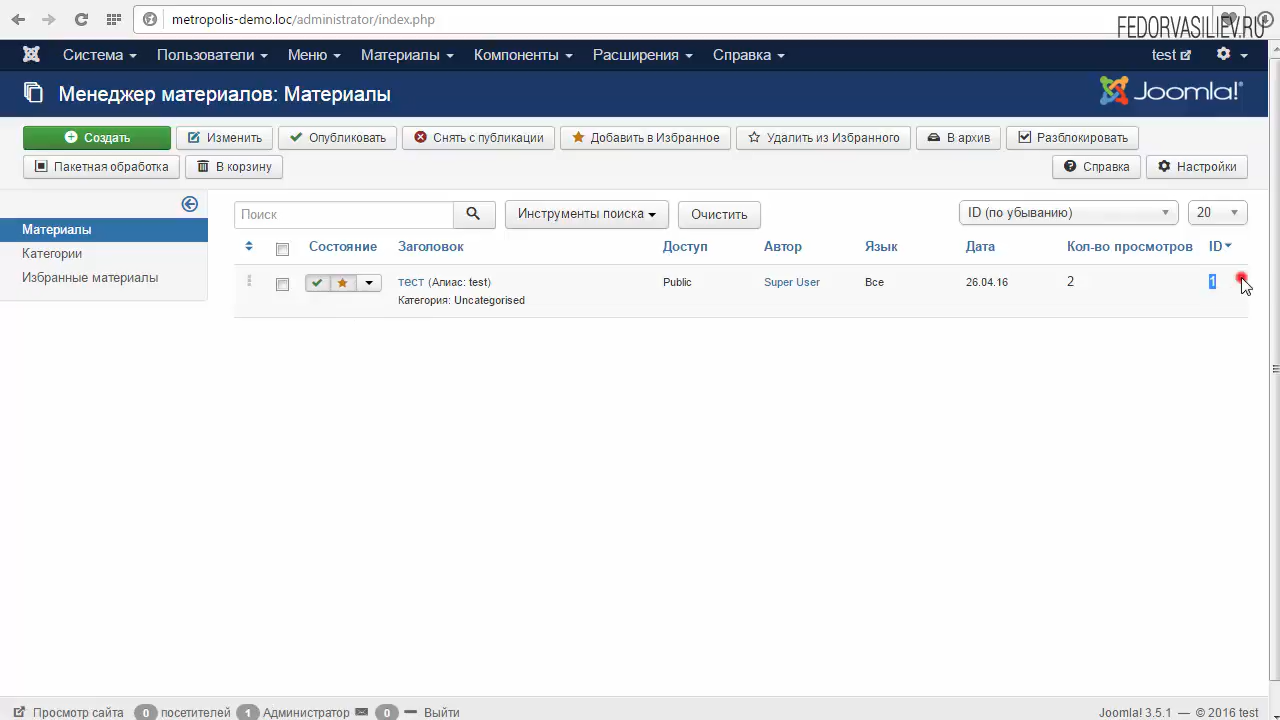 metropolis-demo.loc/administrator/index.php
FEDORVASILIEV.RU
Система Пользователи Меню Материалы Компоненты Расширения Справка test
Менеджер материалов: Материалы Joomla!
Создать Изменить Опубликовать Снять с публикации Добавить в Избранное Удалить из Избранного В архив Разблокировать
Пакетная обработка В корзину Справка Настройки
Материалы
Категории
Избранные материалы
Поиск Инструменты поиска Очистить ID (по убыванию) 20
Состояние Заголовок Доступ Автор Язык Дата Кол-во просмотров ID
тест (Алиас: test) Public Super User Все 26.04.16 2 1
Категория: Uncategorised
Просмотр сайта 0 посетителей 1 Администратор 0 Выйти Joomla! 3.5.1 — © 2016 test